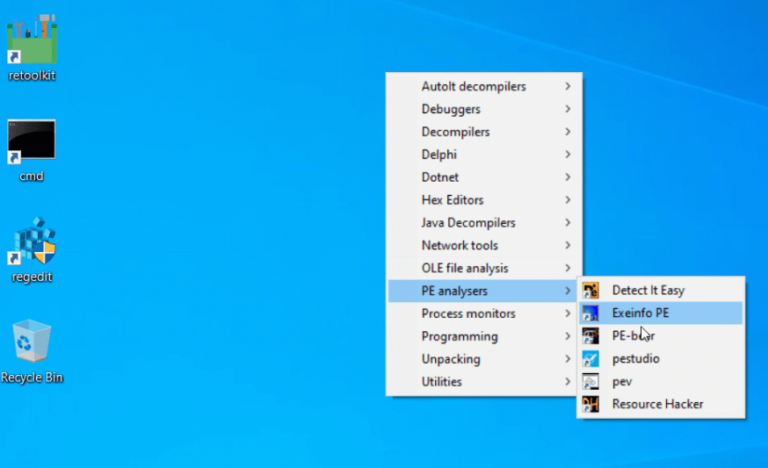 retoolkit
cmd
regedit
Recycle Bin
AutoIt decompilers
Debuggers
Decompilers
Delphi
Dotnet
Hex Editors
Java Decompilers
Network tools
OLE file analysis
PE analysers
Process monitors
Programming
Unpacking
Utilities
Detect It Easy
Exeinfo PE
PE-bear
pestudio
pev
Resource Hacker